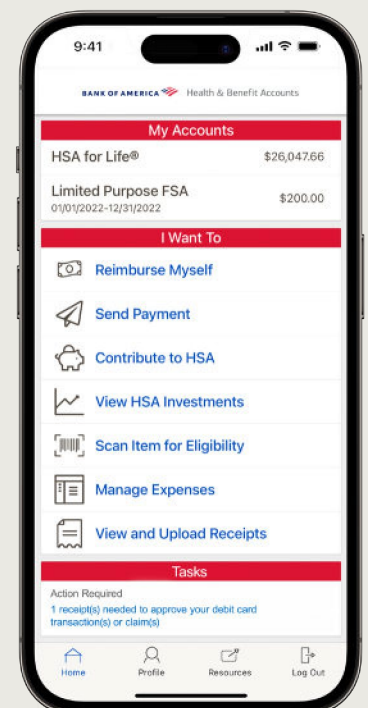 9:41
BANK OF AMERICA Health & Benefit Accounts
My Accounts
HSA for Life® $26,047.66
Limited Purpose FSA $200.00
01/01/2022-12/31/2022
I Want To
Reimburse Myself
Send Payment
Contribute to HSA
View HSA Investments
Scan Item for Eligibility
Manage Expenses
View and Upload Receipts
Tasks
Action Required
1 receipt(s) needed to approve your debit card
transaction(s) or claim(s)
Home Profile Resources Log Out